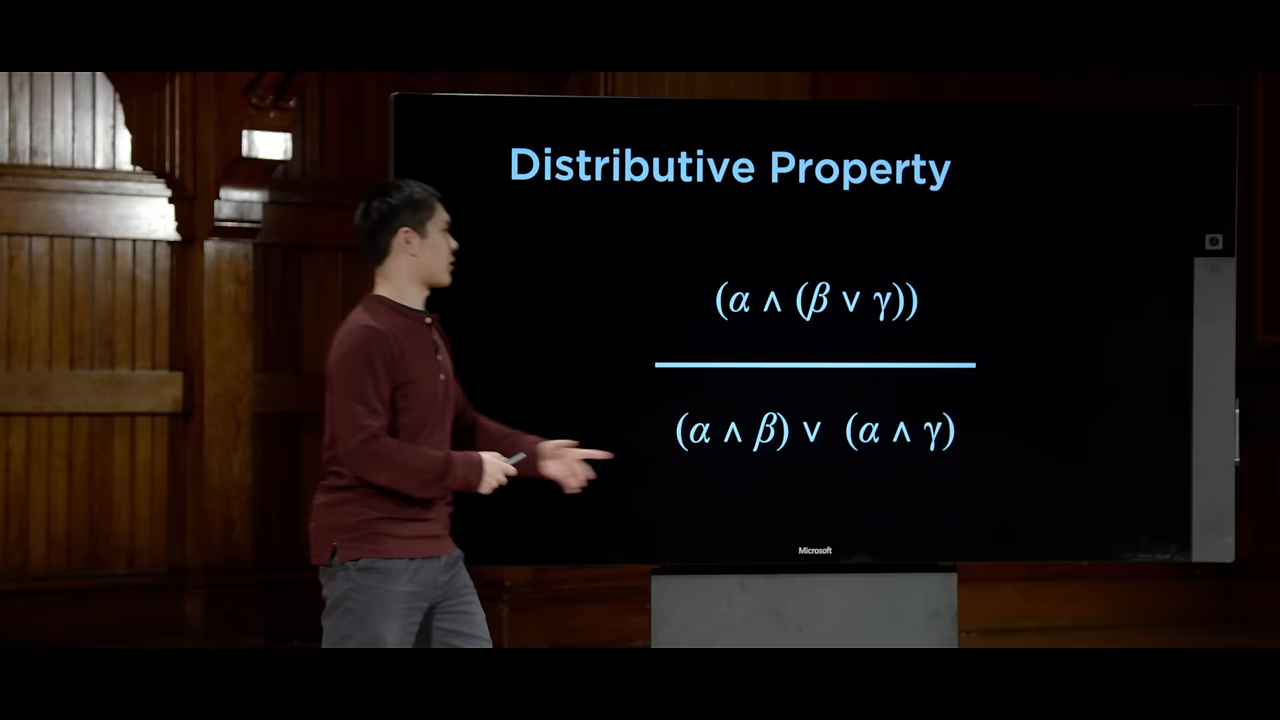 Distributive Property
(α ∧ (β ∨ γ))
(α ∧ β) ∨ (α ∧ γ)
Microsoft